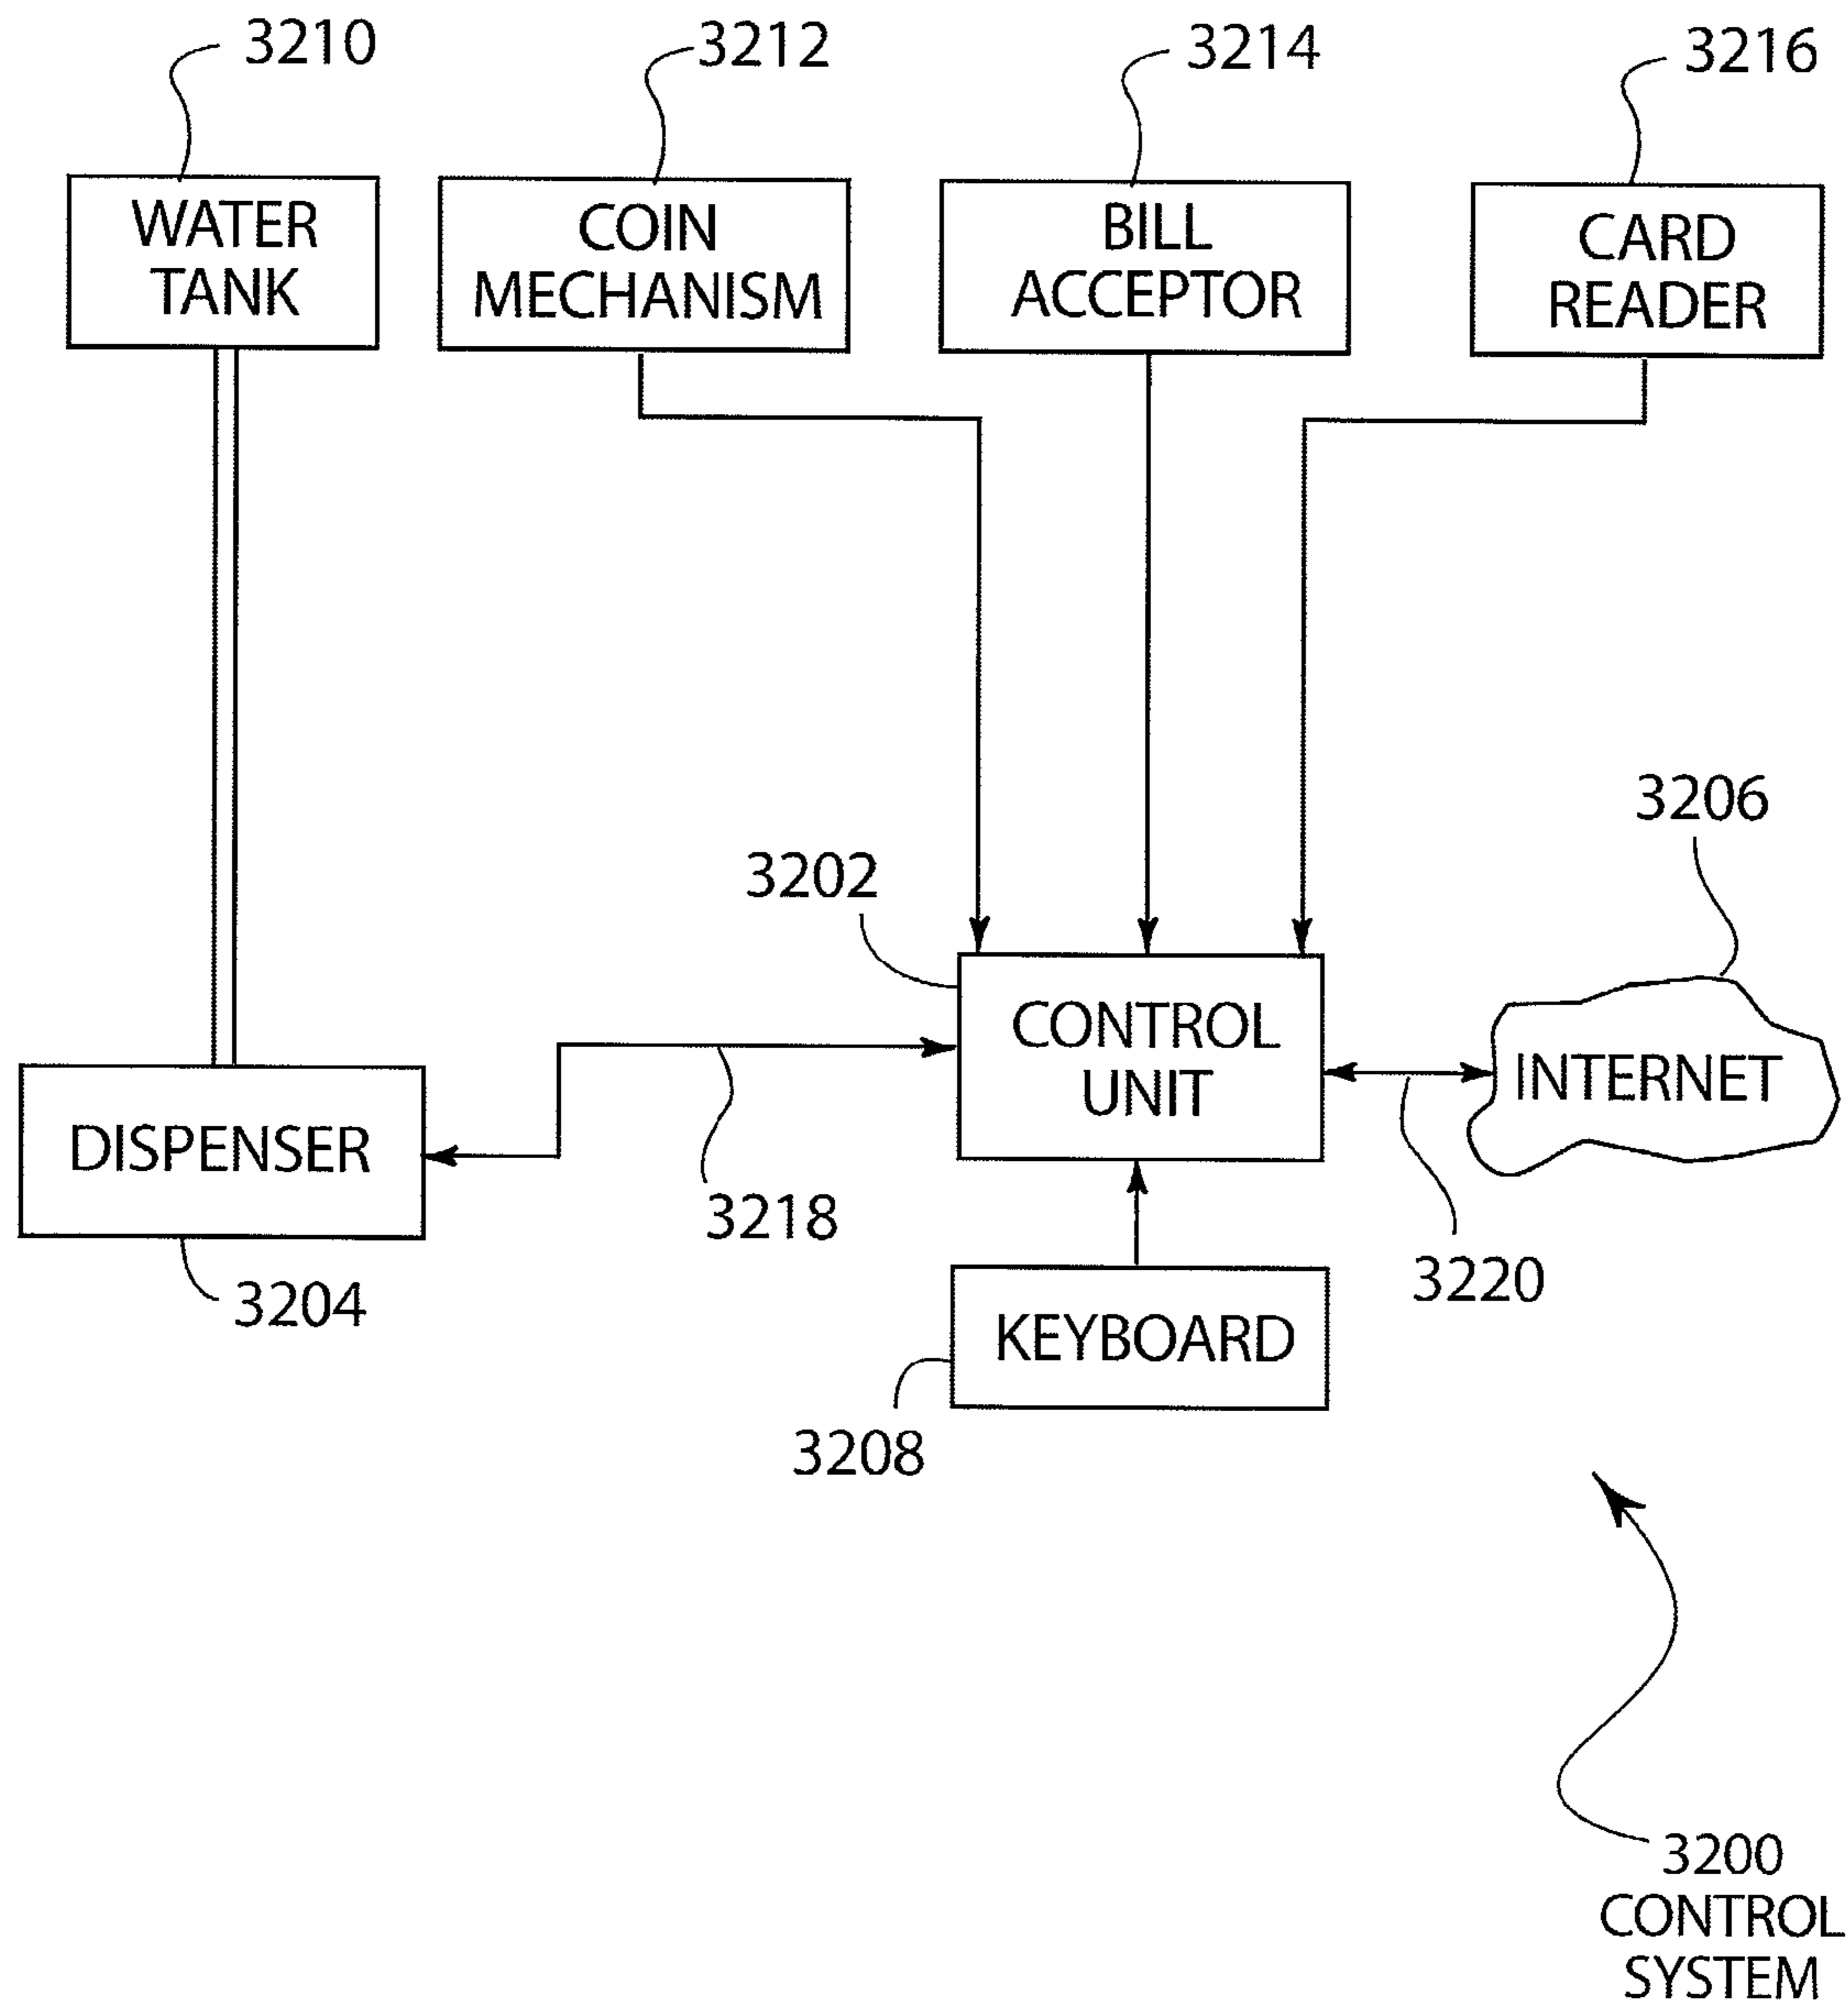 3210
3212
3214
3216
WATER
TANK
COIN
MECHANISM
BILL
ACCEPTOR
CARD
READER
3206
3202
CONTROL
UNIT
INTERNET
DISPENSER
3218
3220
3204
KEYBOARD
3208
3200
CONTROL
SYSTEM